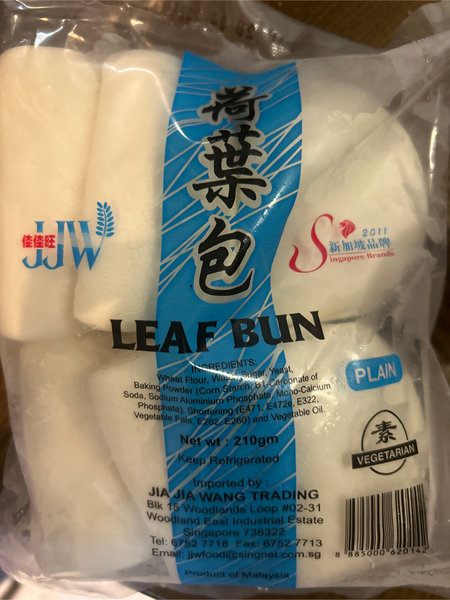 荷葉包
佳佳旺
JJW
2011
新加坡品牌
Singapore Brands
LEAF BUN
PLAIN
素
VEGETARIAN
INGREDIENTS:
Wheat Flour, Water, Sugar, Yeast,
Baking Powder (Corn Starch, B1-Carbonate of
Soda, Sodium Aluminium Phosphate, Mono-Calcium
Phosphate), Shortening (E471, E472e, E322,
Vegetable Fats, E262, E260) and Vegetable Oil.
Net wt : 210gm
Keep Refrigerated
Imported by :
JIA JIA WANG TRADING
Blk 15 Woodlands Loop #02-31
Woodland East Industrial Estate
Singapore 738322
Tel: 6752 7718 Fax: 6752 7713
Email: jjwfood@singnet.com.sg
Product of Malaysia
8 885000 620142